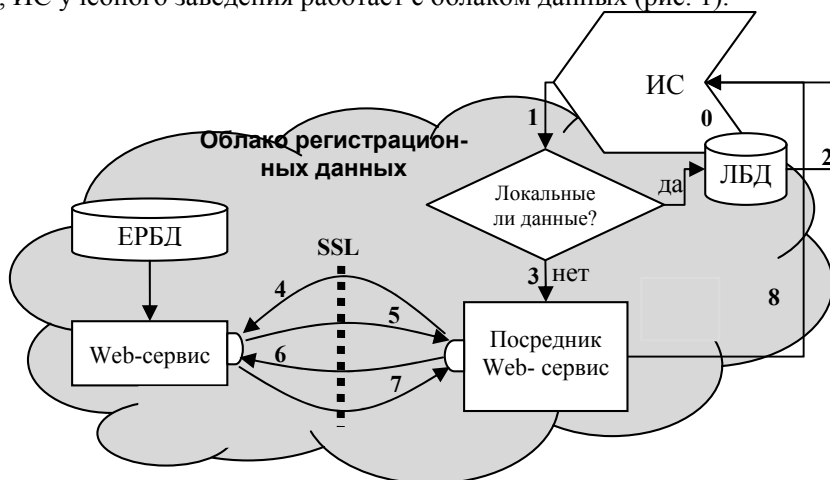 , ИС учебного заведения работает с облаком данных (рис. 1).
ИС
1
0
Облако регистрацион-
ных данных
2
да
ЛБД
Локальные
ли данные?
ЕРБД
SSL
3 нет
4
8
5
Посредник
Web- сервис
Web-сервис
6
7